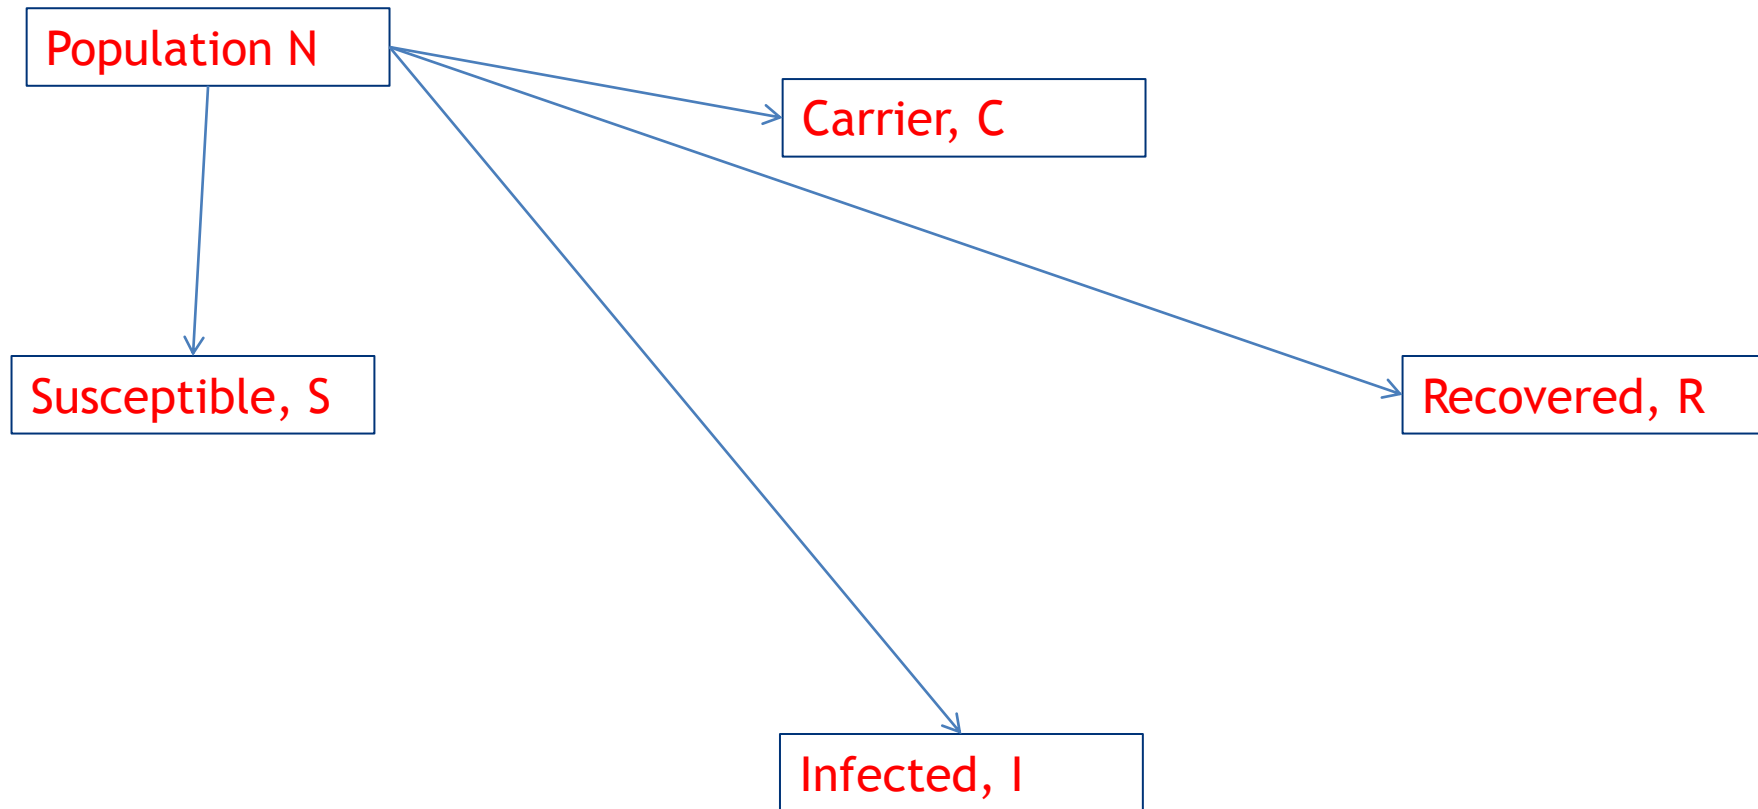 Population N
Carrier, C
Susceptible, S
Recovered, R
Infected, I